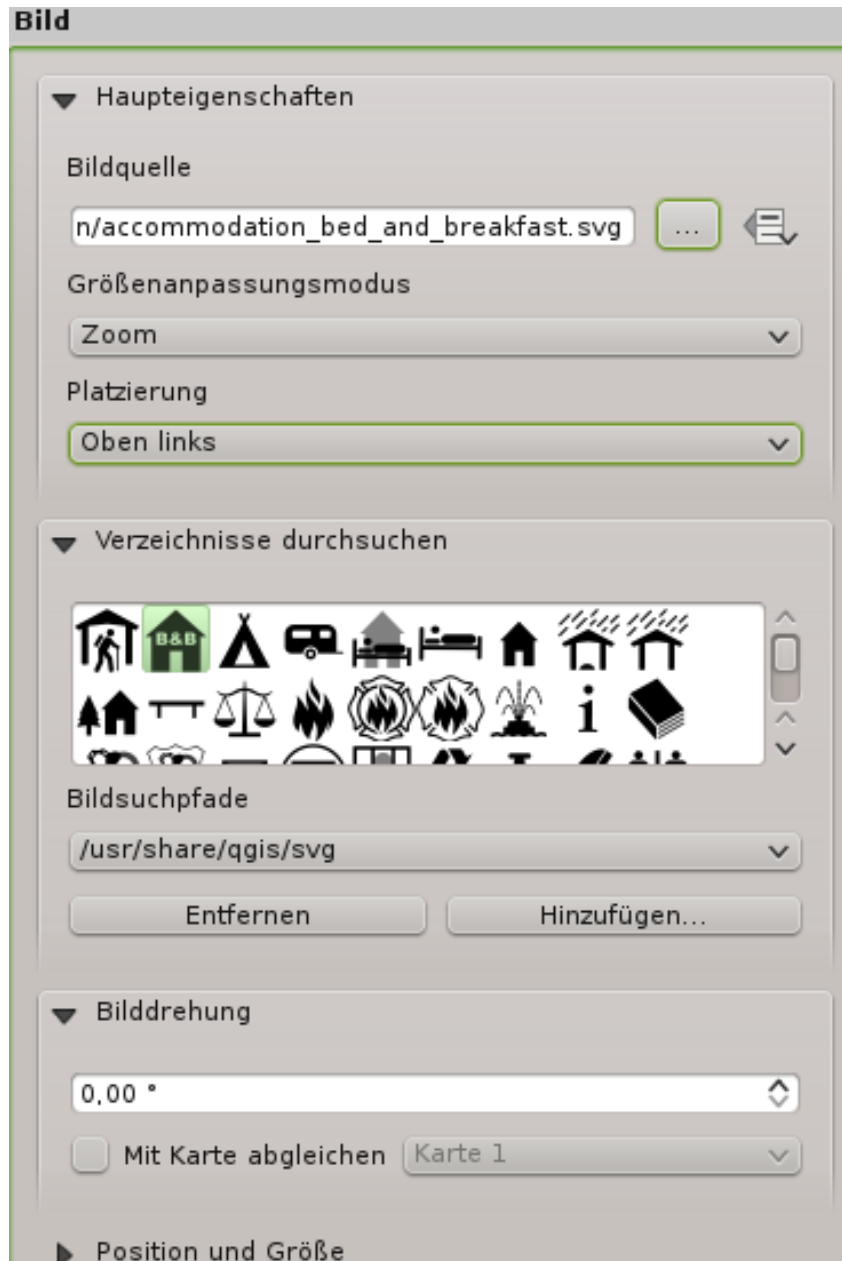 Bild
Haupteigenschaften
Bildquelle
n/accommodation_bed_and_breakfast.svg ...
Größenanpassungsmodus
Zoom
Platzierung
Oben links
Verzeichnisse durchsuchen
B&B
i
Bildsuchpfade
/usr/share/qgis/svg
Entfernen Hinzufügen...
Bilddrehung
0,00 °
Mit Karte abgleichen Karte 1
Position und Größe